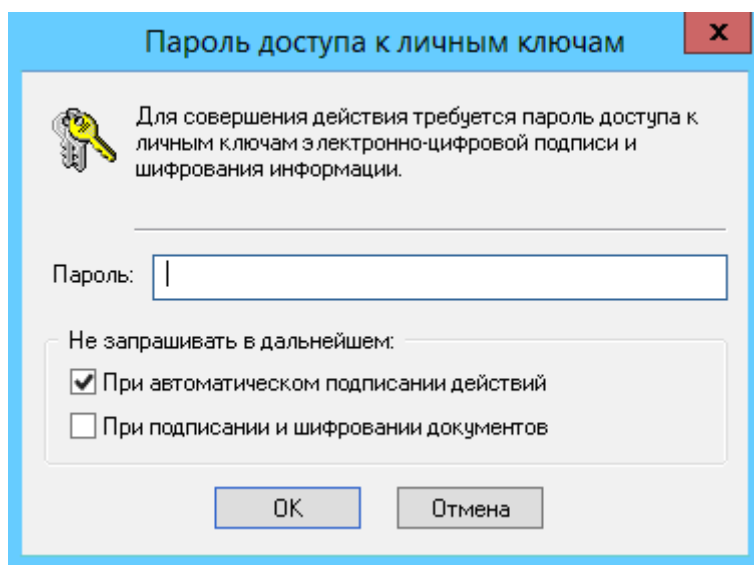 Пароль доступа к личным ключам
x
Для совершения действия требуется пароль доступа к
личным ключам электронно-цифровой подписи и
шифрования информации.
Пароль:
Не запрашивать в дальнейшем:
При автоматическом подписании действий
При подписании и шифровании документов
ОК
Отмена